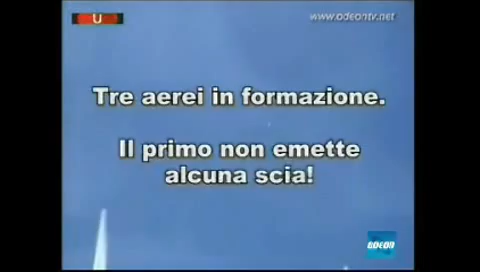 U www.odeontv.net
Tre aerei in formazione.
Il primo non emette
alcuna scia!
ODEON